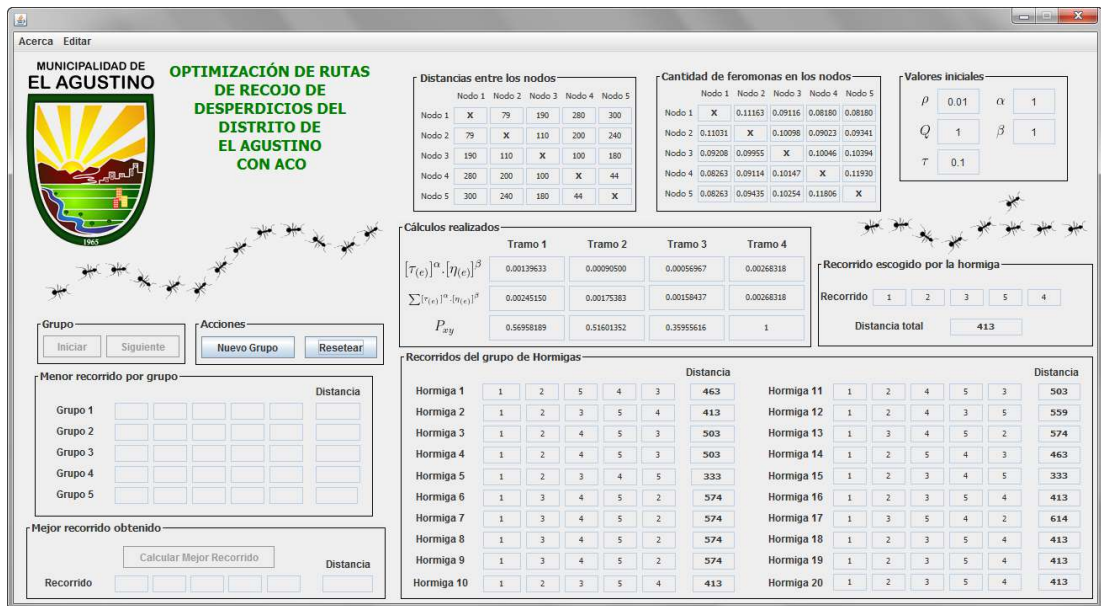 Acerca Editar
MUNICIPALIDAD DE
EL AGUSTINO
1965
OPTIMIZACIÓN DE RUTAS
DE RECOJO DE
DESPERDICIOS DEL
DISTRITO DE
EL AGUSTINO
CON ACO
Distancias entre los nodos
Nodo 1 Nodo 2 Nodo 3 Nodo 4 Nodo 5
Nodo 1 X 79 190 280 300
Nodo 2 79 X 110 200 240
Nodo 3 190 110 X 100 180
Nodo 4 280 200 100 X 44
Nodo 5 300 240 180 44 X
Cantidad de feromonas en los nodos
Nodo 1 Nodo 2 Nodo 3 Nodo 4 Nodo 5
Nodo 1 X 0.11163 0.09116 0.08180 0.08180
Nodo 2 0.11031 X 0.10098 0.09023 0.09341
Nodo 3 0.09208 0.09955 X 0.10046 0.10394
Nodo 4 0.08263 0.09114 0.10147 X 0.11930
Nodo 5 0.08263 0.09435 0.10254 0.11806 X
Valores iniciales
ρ 0.01 α 1
Q 1 β 1
τ 0.1
Cálculos realizados
Tramo 1 Tramo 2 Tramo 3 Tramo 4
[τ(e)]^α.[η(e)]^β 0.00139633 0.00090500 0.00056967 0.00268318
∑[τ(e)]^α.[η(e)]^β 0.00245150 0.00175383 0.00158437 0.00268318
Pxy 0.56958189 0.51601352 0.35955616 1
Recorrido escogido por la hormiga
Recorrido 1 2 3 5 4
Distancia total 413
Grupo
Iniciar Siguiente
Acciones
Nuevo Grupo Resetear
Menor recorrido por grupo
Distancia
Grupo 1
Grupo 2
Grupo 3
Grupo 4
Grupo 5
Mejor recorrido obtenido
Calcular Mejor Recorrido Distancia
Recorrido
Recorridos del grupo de Hormigas
Distancia Distancia
Hormiga 1 1 2 5 4 3 463 Hormiga 11 1 2 4 5 3 503
Hormiga 2 1 2 3 5 4 413 Hormiga 12 1 2 4 3 5 559
Hormiga 3 1 2 4 5 3 503 Hormiga 13 1 3 4 5 2 574
Hormiga 4 1 2 4 5 3 503 Hormiga 14 1 2 5 4 3 463
Hormiga 5 1 2 3 4 5 333 Hormiga 15 1 2 3 4 5 333
Hormiga 6 1 3 4 5 2 574 Hormiga 16 1 2 3 5 4 413
Hormiga 7 1 3 4 5 2 574 Hormiga 17 1 3 5 4 2 614
Hormiga 8 1 3 4 5 2 574 Hormiga 18 1 2 3 5 4 413
Hormiga 9 1 3 4 5 2 574 Hormiga 19 1 2 3 5 4 413
Hormiga 10 1 2 3 5 4 413 Hormiga 20 1 2 3 5 4 413